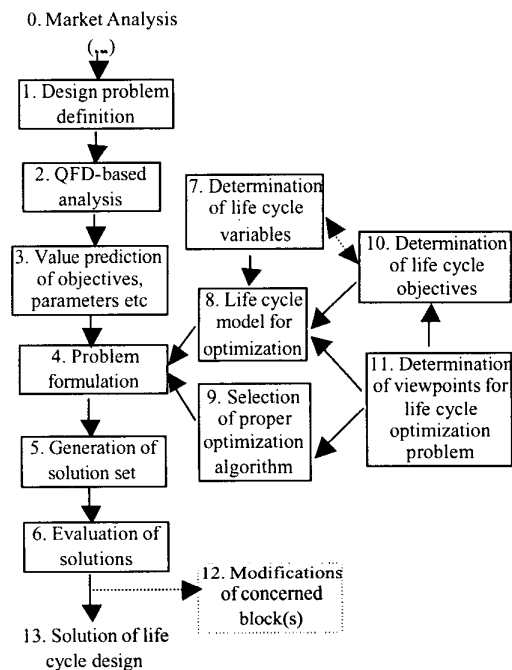 0. Market Analysis
(...)
1. Design problem
definition
2. QFD-based
analysis
3. Value prediction
of objectives,
parameters etc
4. Problem
formulation
5. Generation of
solution set
6. Evaluation of
solutions
13. Solution of life
cycle design
7. Determination
of life cycle
variables
8. Life cycle
model for
optimization
9. Selection
of proper
optimization
algorithm
10. Determination
of life cycle
objectives
11. Determination
of viewpoints for
life cycle
optimization
problem
12. Modifications
of concerned
block(s)